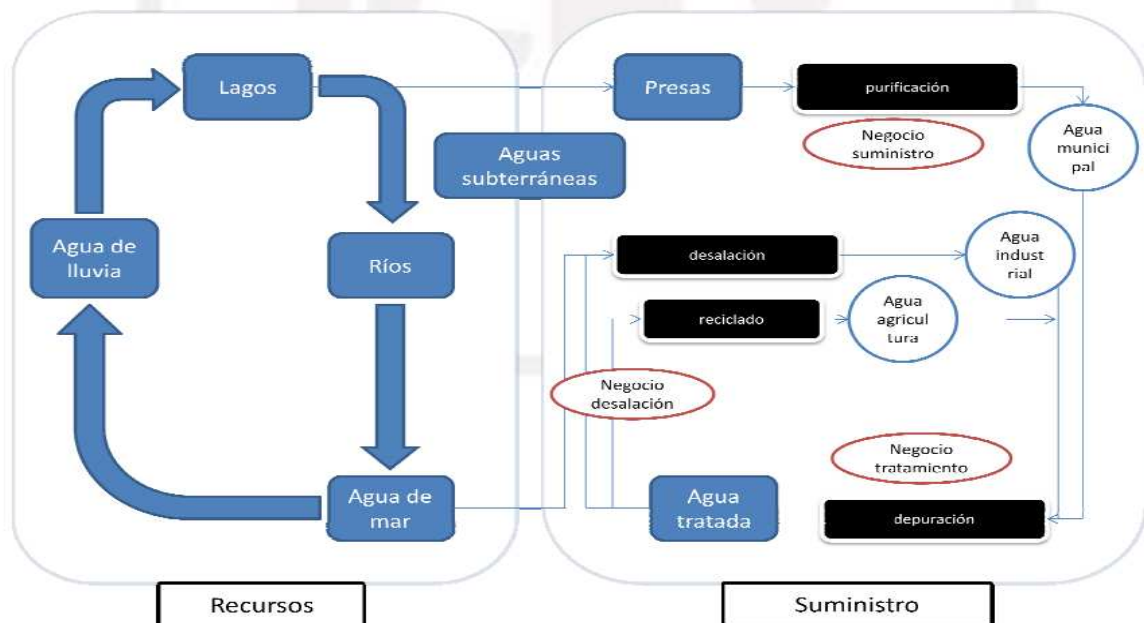 Lagos
Presas
purificación
Negocio
suministro
Agua
munici
pal
Aguas
subterráneas
Agua de
lluvia
Ríos
desalación
Agua
indust
rial
reciclado
Agua
agricul
tura
Negocio
desalación
Negocio
tratamiento
Agua de
mar
Agua
tratada
depuración
Recursos
Suministro